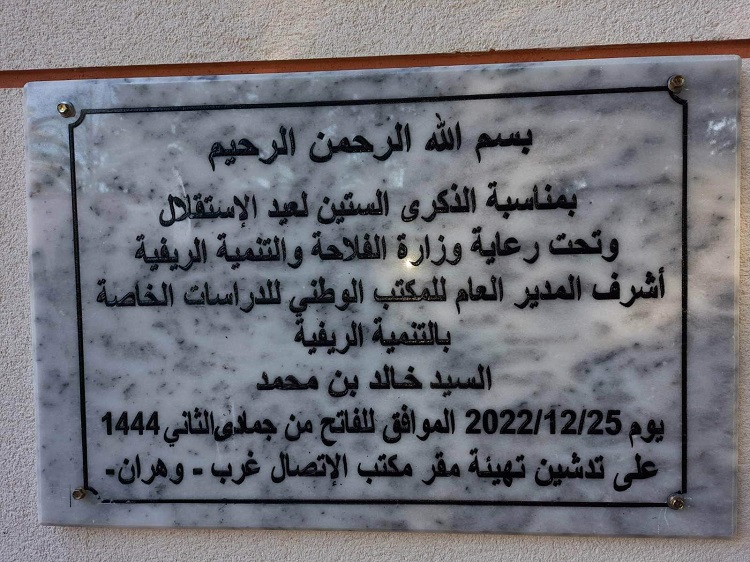 بسم الله الرحمن الرحيم
بمناسبة الذكرى الستين لعيد الإستقلال
وتحت رعاية وزارة الفلاحة والتنمية الريفية
أشرف المدير العام للمكتب الوطني للدراسات الخاصة
بالتنمية الريفية
السيد خالد بن محمد
يوم 2022/12/25 الموافق للفاتح من جمادى الثاني 1444
على تدشين تهيئة مقر مكتب الإتصال غرب - وهران-